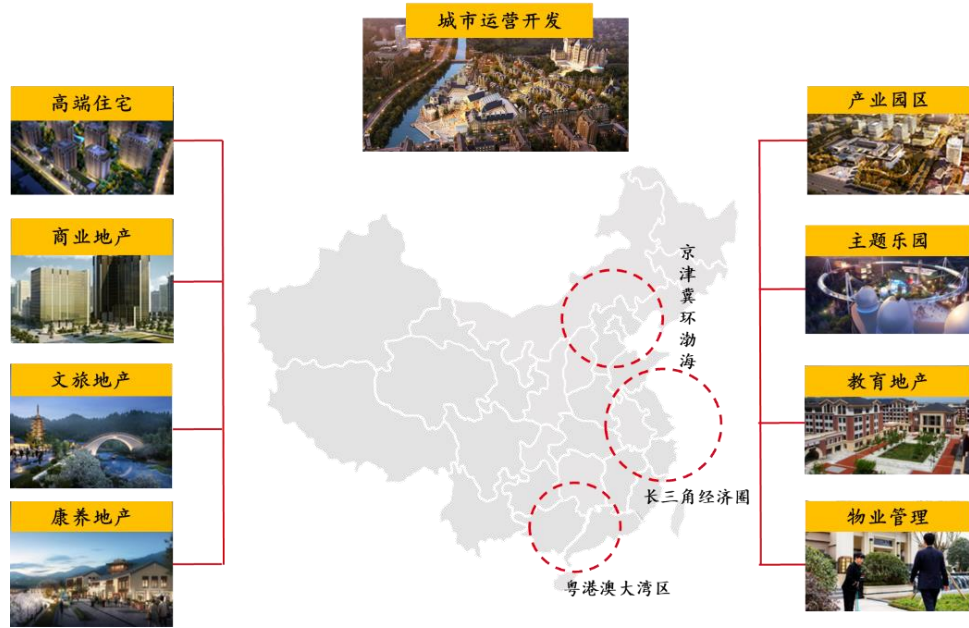 城市运营开发
高端住宅
商业地产
文旅地产
康养地产
产业园区
主题乐园
教育地产
物业管理
京津冀环渤海
长三角经济圈
粤港澳大湾区